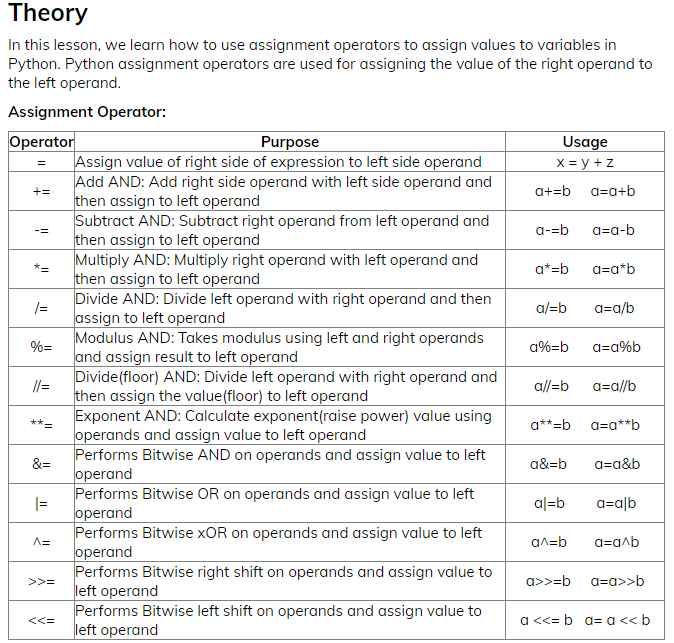 Theory
In this lesson, we learn how to use assignment operators to assign values to variables in
Python. Python assignment operators are used for assigning the value of the right operand to
the left operand.
Assignment Operator:
Operator Purpose Usage
= Assign value of right side of expression to left side operand x = y + z
+= Add AND: Add right side operand with left side operand and
then assign to left operand a+=b a=a+b
-= Subtract AND: Subtract right operand from left operand and
then assign to left operand a-=b a=a-b
*= Multiply AND: Multiply right operand with left operand and
then assign to left operand a*=b a=a*b
/= Divide AND: Divide left operand with right operand and then
assign to left operand a/=b a=a/b
%= Modulus AND: Takes modulus using left and right operands
and assign result to left operand a%=b a=a%b
//= Divide(floor) AND: Divide left operand with right operand and
then assign the value(floor) to left operand a//=b a=a//b
**= Exponent AND: Calculate exponent(raise power) value using
operands and assign value to left operand a**=b a=a**b
&= Performs Bitwise AND on operands and assign value to left
operand a&=b a=a&b
|= Performs Bitwise OR on operands and assign value to left
operand a|=b a=a|b
^= Performs Bitwise xOR on operands and assign value to left
operand a^=b a=a^b
>>= Performs Bitwise right shift on operands and assign value to
left operand a>>=b a=a>>b
<<= Performs Bitwise left shift on operands and assign value to
left operand a <<= b a= a << b